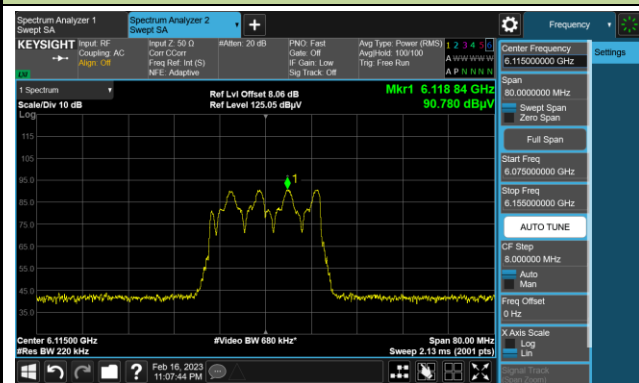 Spectrum Analyzer 1
Swept SA
Spectrum Analyzer 2
Swept SA
Frequency
KEYSIGHT
Input: RF
Coupling: AC
Align: Off
Input Z: 50 Ω
Corr CCorr
Freq Ref: Int (S)
NFE: Adaptive
#Atten: 20 dB
PNO: Fast
Gate: Off
IF Gain: Low
Sig Track: Off
Avg Type: Power (RMS)
Avg|Hold: 100/100
Trig: Free Run
1 2 3 4 5 6
A W W W W W
A P N N N N
1 Spectrum
Scale/Div 10 dB
Log
Ref Lvl Offset 8.06 dB
Ref Level 125.05 dBµV
Mkr1 6.118 84 GHz
90.780 dBµV
115
105
95.0
85.0
75.0
65.0
55.0
45.0
35.0
1
Center 6.11500 GHz
#Res BW 220 kHz
#Video BW 680 kHz*
Span 80.00 MHz
Sweep 2.13 ms (2001 pts)
Feb 16, 2023
11:07:44 PM
Center Frequency
6.11500000 GHz
Settings
Span
80.0000000 MHz
Swept Span
Zero Span
Full Span
Start Freq
6.07500000 GHz
Stop Freq
6.15500000 GHz
AUTO TUNE
CF Step
8.000000 MHz
Auto
Man
Freq Offset
0 Hz
X Axis Scale
Log
Lin
Signal Track
(Span Zoom)